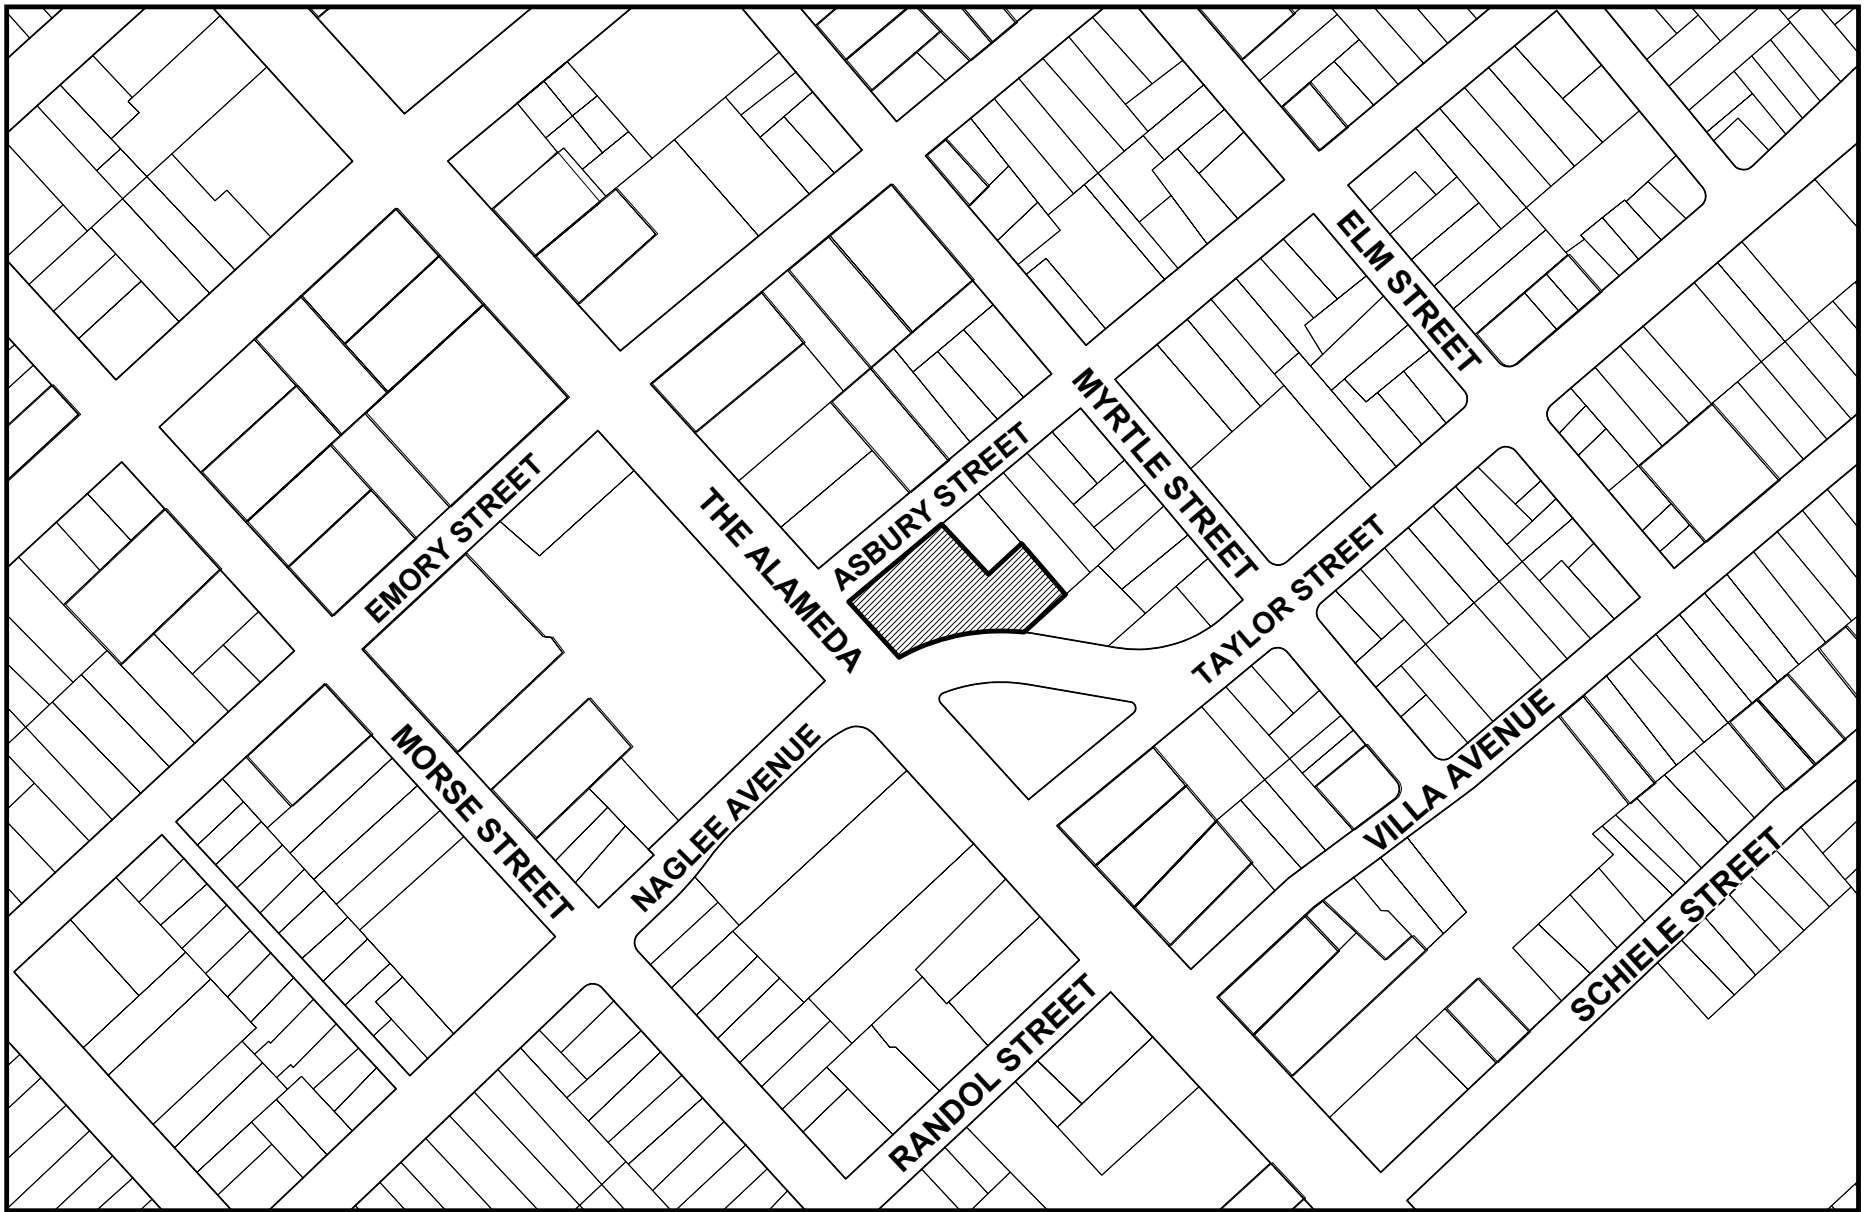 ELM STREET
MYRTLE STREET
ASBURY STREET
EMORY STREET
THE ALAMEDA
TAYLOR STREET
VILLA AVENUE
MORSE STREET
NAGLEE AVENUE
SCHIELE STREET
RANDOL STREET